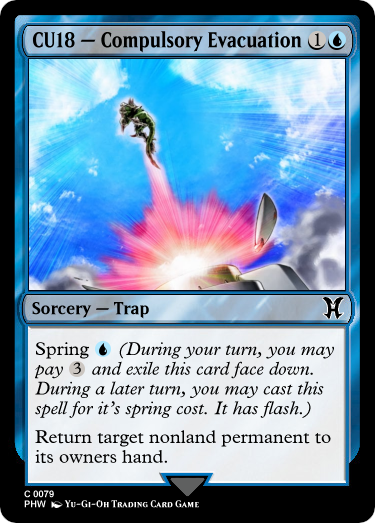 CU18 — Compulsory Evacuation 1
Sorcery — Trap
Spring (During your turn, you may
pay 3 and exile this card face down.
During a later turn, you may cast this
spell for it's spring cost. It has flash.)
Return target nonland permanent to
its owners hand.
C 0079
PHW Yu-Gi-Oh Trading Card Game